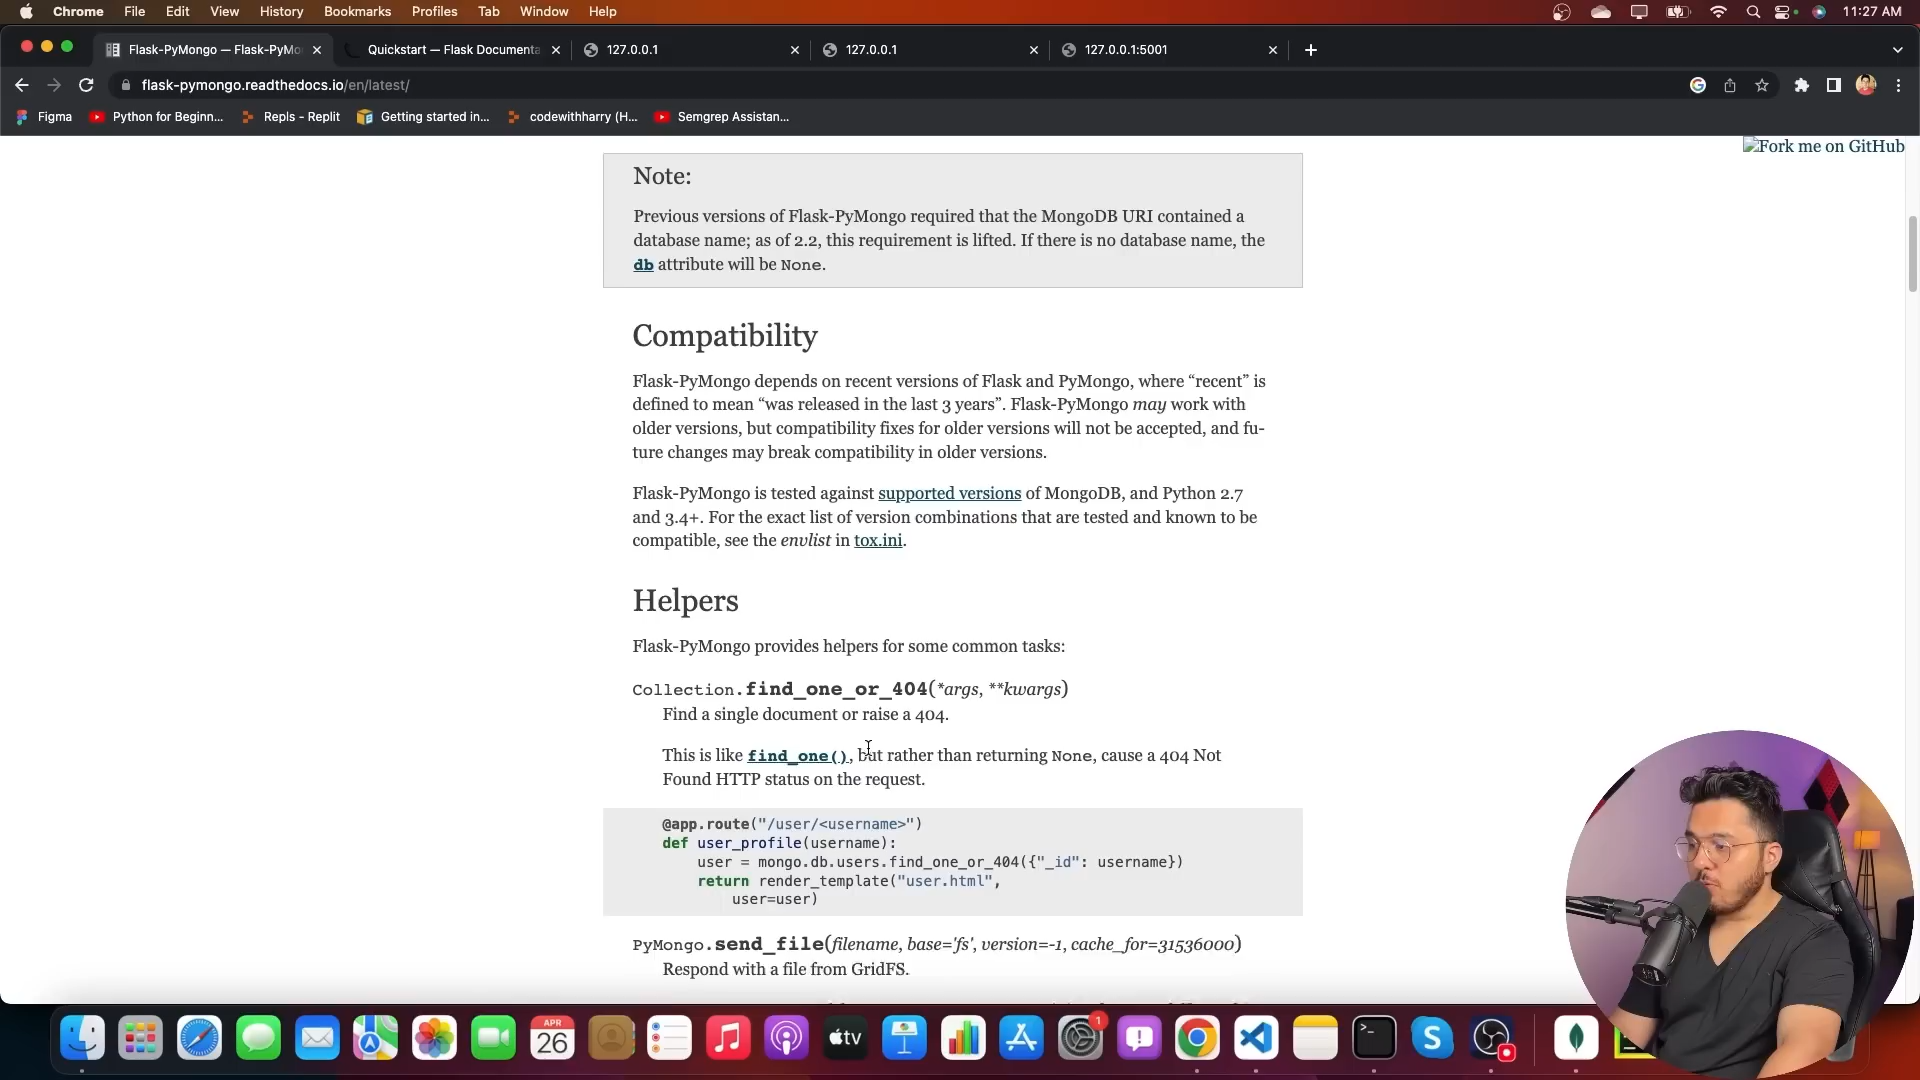 Chrome File Edit View History Bookmarks Profiles Tab Window Help 11:27 AM
Flask-PyMongo — Flask-PyMo Quickstart — Flask Documenta 127.0.0.1 127.0.0.1 127.0.0.1:5001
flask-pymongo.readthedocs.io/en/latest/
Figma Python for Beginn... Repls - Replit Getting started in... codewithharry (H... Semgrep Assistan...
Fork me on GitHub
Note:
Previous versions of Flask-PyMongo required that the MongoDB URI contained a
database name; as of 2.2, this requirement is lifted. If there is no database name, the
db attribute will be None.
Compatibility
Flask-PyMongo depends on recent versions of Flask and PyMongo, where “recent” is
defined to mean “was released in the last 3 years”. Flask-PyMongo may work with
older versions, but compatibility fixes for older versions will not be accepted, and fu-
ture changes may break compatibility in older versions.
Flask-PyMongo is tested against supported versions of MongoDB, and Python 2.7
and 3.4+. For the exact list of version combinations that are tested and known to be
compatible, see the envlist in tox.ini.
Helpers
Flask-PyMongo provides helpers for some common tasks:
Collection.find_one_or_404(*args, **kwargs)
Find a single document or raise a 404.
This is like find_one(), but rather than returning None, cause a 404 Not
Found HTTP status on the request.
@app.route("/user/<username>")
def user_profile(username):
user = mongo.db.users.find_one_or_404({"_id": username})
return render_template("user.html",
user=user)
PyMongo.send_file(filename, base='fs', version=-1, cache_for=31536000)
Respond with a file from GridFS.
APR
26
tv
1